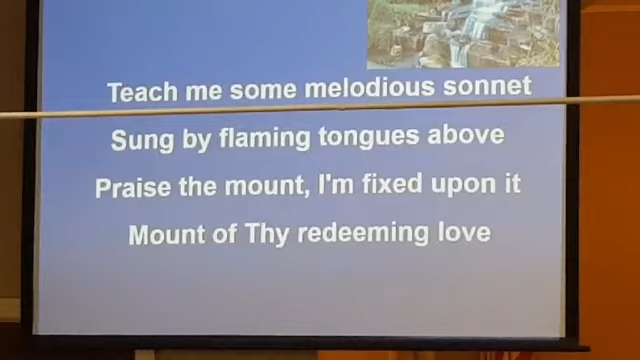 Teach me some melodious sonnet
Sung by flaming tongues above
Praise the mount, I'm fixed upon it
Mount of Thy redeeming love